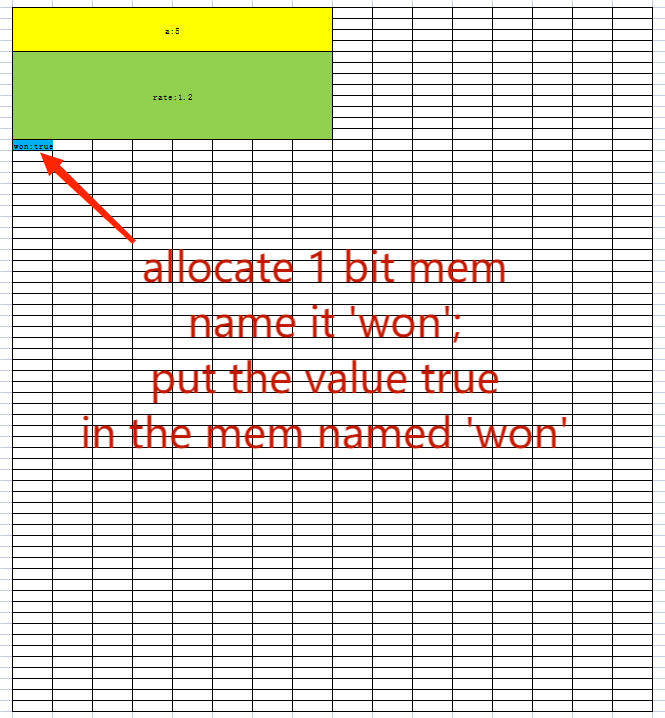 a:5
rate:1.2
won:true
allocate 1 bit mem
name it 'won';
put the value true
in the mem named 'won'